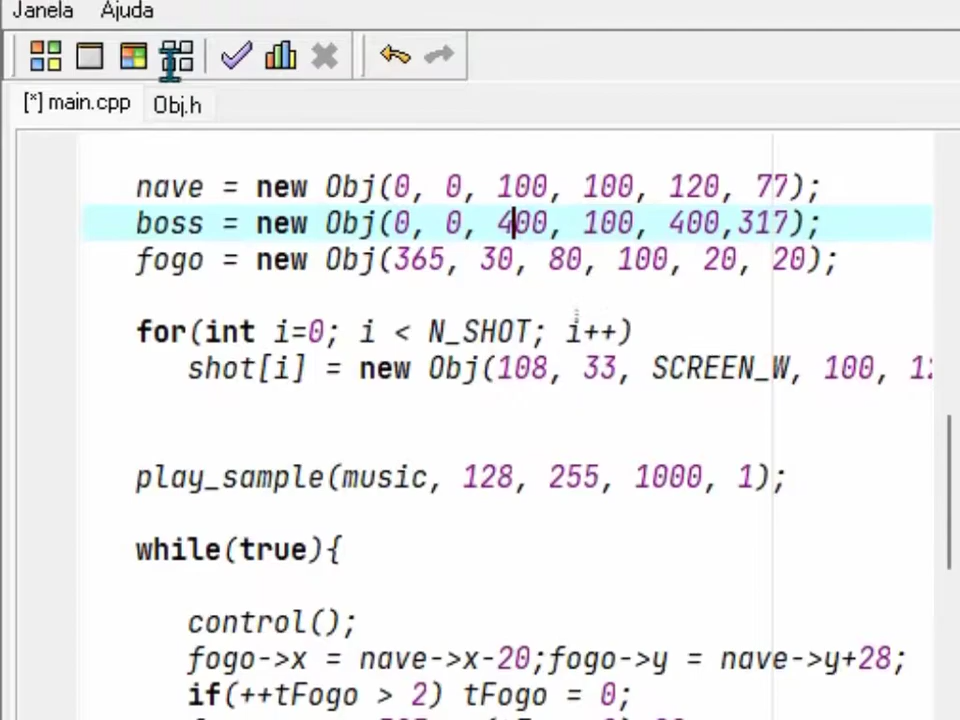 Janela Ajuda
[*] main.cpp Obj.h
nave = new Obj(0, 0, 100, 100, 120, 77);
boss = new Obj(0, 0, 400, 100, 400,317);
fogo = new Obj(365, 30, 80, 100, 20, 20);
for(int i=0; i < N_SHOT; i++)
shot[i] = new Obj(108, 33, SCREEN_W, 100,
play_sample(music, 128, 255, 1000, 1);
while(true){
control();
fogo->x = nave->x-20;fogo->y = nave->y+28;
if(++tFogo > 2) tFogo = 0;